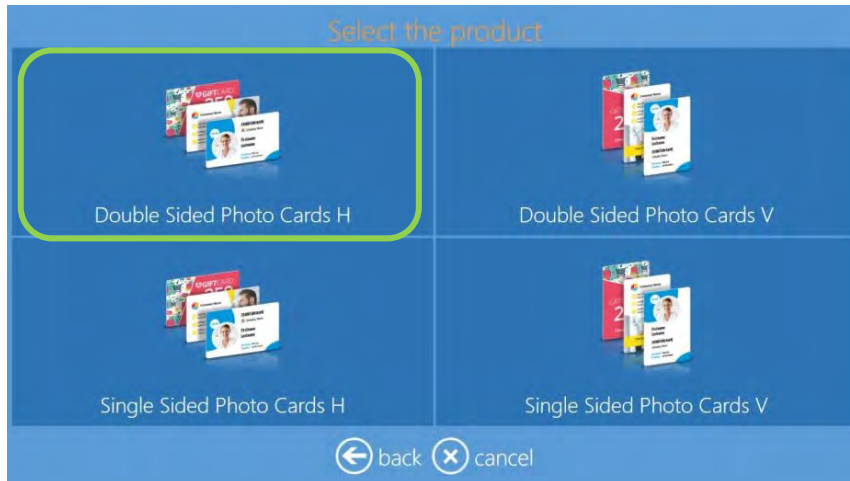 Select the product
Double Sided Photo Cards H
Double Sided Photo Cards V
Single Sided Photo Cards H
Single Sided Photo Cards V
back cancel